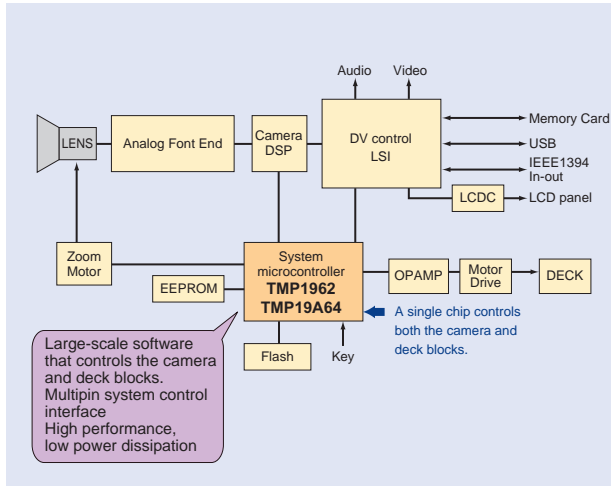 Audio
Video
LENS
Analog Font End
Camera
DSP
DV control
LSI
Memory Card
USB
IEEE1394
In-out
LCDC
LCD panel
Zoom
Motor
EEPROM
System
microcontroller
TMP1962
TMP19A64
OPAMP
Motor
Drive
DECK
A single chip controls
both the camera and
deck blocks.
Flash
Key
Large-scale software
that controls the camera
and deck blocks.
Multipin system control
interface
High performance,
low power dissipation